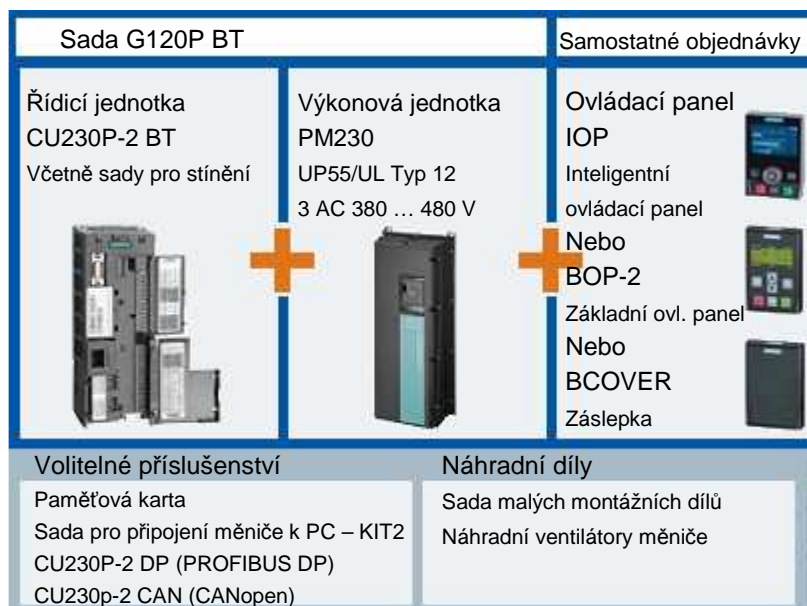 Sada G120P BT
Samostatné objednávky
Řídicí jednotka
CU230P-2 BT
Včetně sady pro stínění
Výkonová jednotka
PM230
UP55/UL Typ 12
3 AC 380 … 480 V
Ovládací panel
IOP
Inteligentní
ovládací panel
Nebo
BOP-2
Základní ovl. panel
Nebo
BCOVER
Záslepka
Volitelné příslušenství
Paměťová karta
Sada pro připojení měniče k PC – KIT2
CU230P-2 DP (PROFIBUS DP)
CU230p-2 CAN (CANopen)
Náhradní díly
Sada malých montážních dílů
Náhradní ventilátory měniče